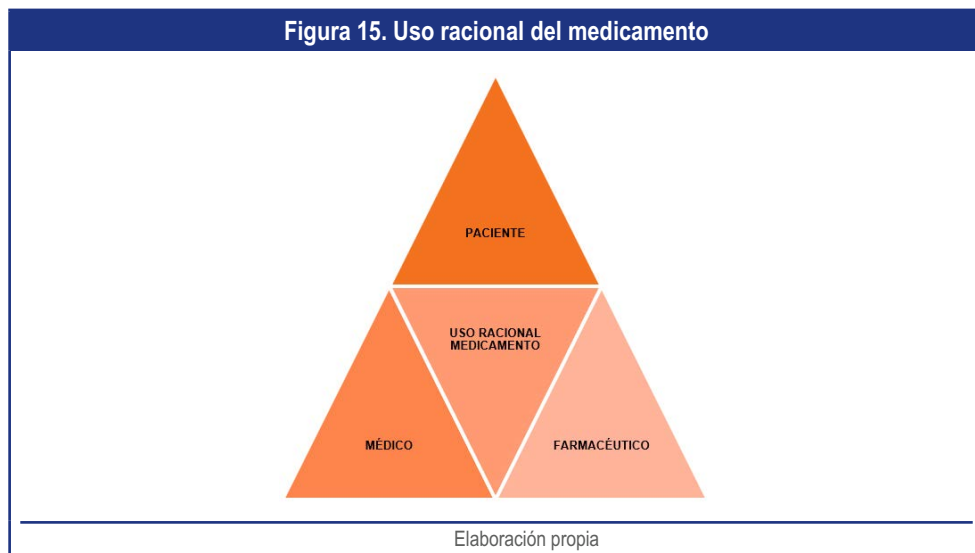 Figura 15. Uso racional del medicamento
PACIENTE
USO RACIONAL
MEDICAMENTO
MÉDICO
FARMACÉUTICO
Elaboración propia